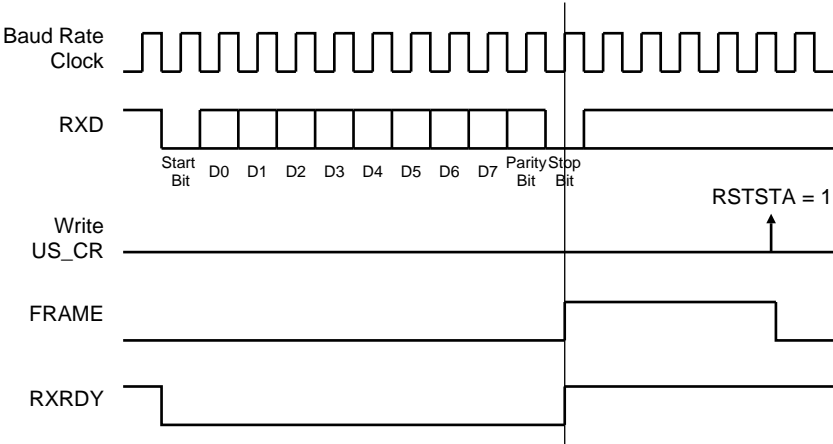 Baud Rate
Clock
RXD
Start
Bit
D0 D1 D2 D3 D4 D5 D6 D7
Parity
Bit
Stop
Bit
RSTSTA = 1
Write
US_CR
FRAME
RXRDY